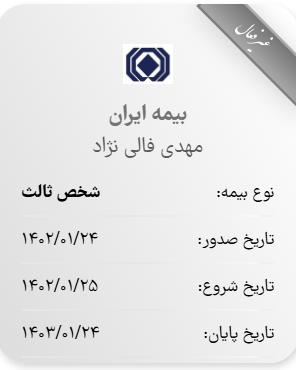 غیرفعال
بیمه ایران
مهدی فالی نژاد
نوع بیمه: شخص ثالث
تاریخ صدور: ۱۴۰۲/۰۱/۲۴
تاریخ شروع: ۱۴۰۲/۰۱/۲۵
تاریخ پایان: ۱۴۰۳/۰۱/۲۴